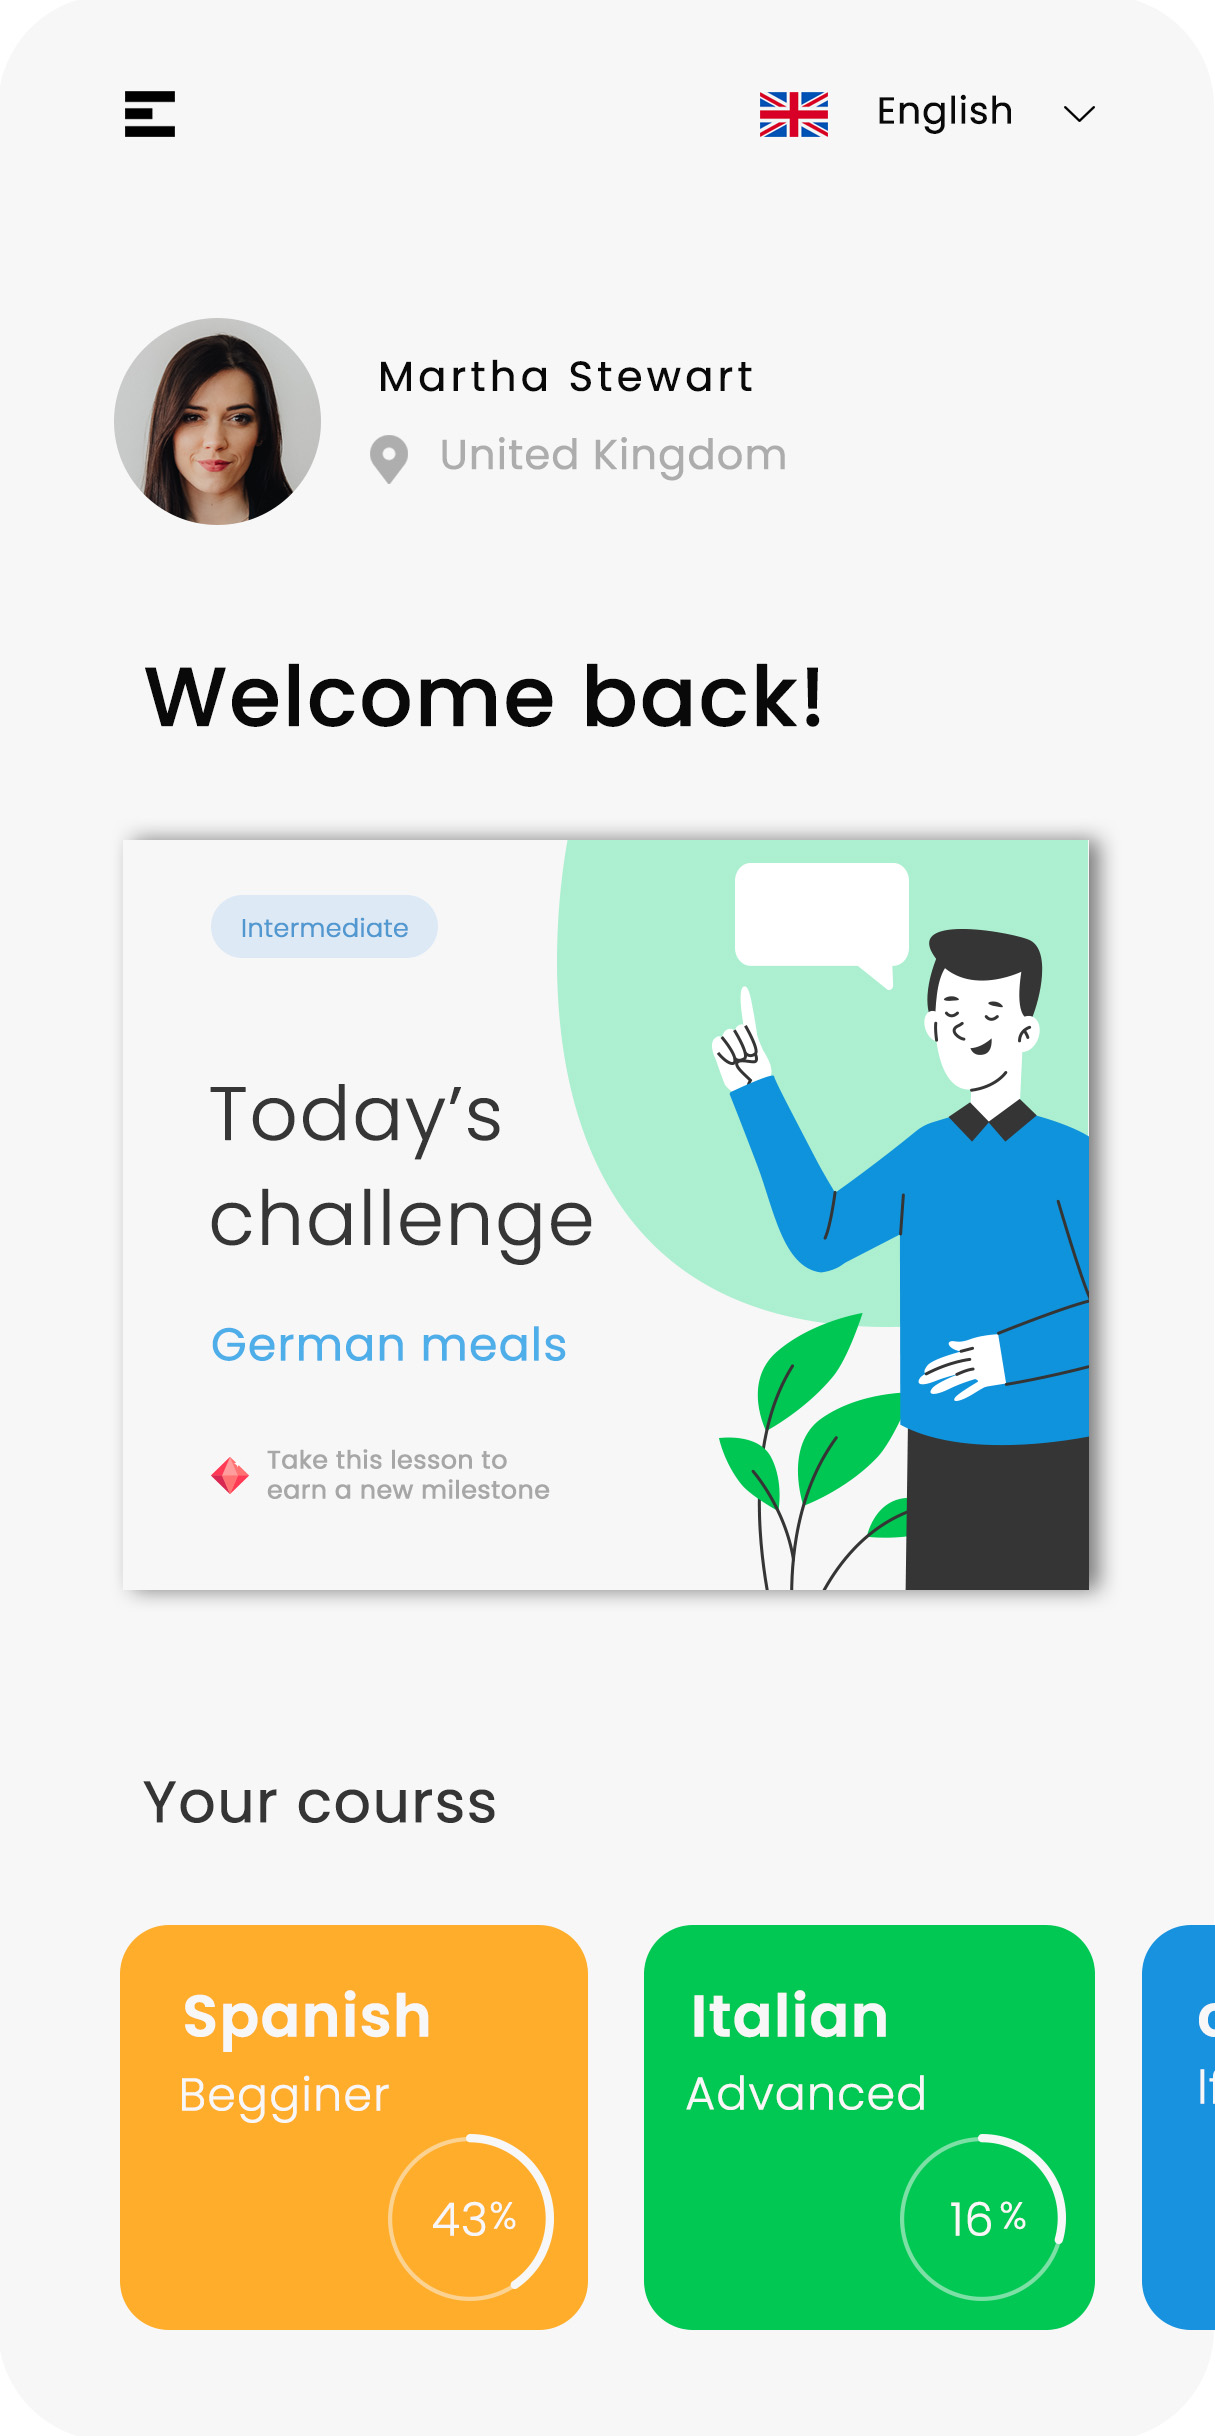 English
Martha Stewart
United Kingdom
Welcome back!
Intermediate
Today’s
challenge
German meals
Take this lesson to
earn a new milestone
Your courss
Spanish
Begginer
43%
Italian
Advanced
16 %